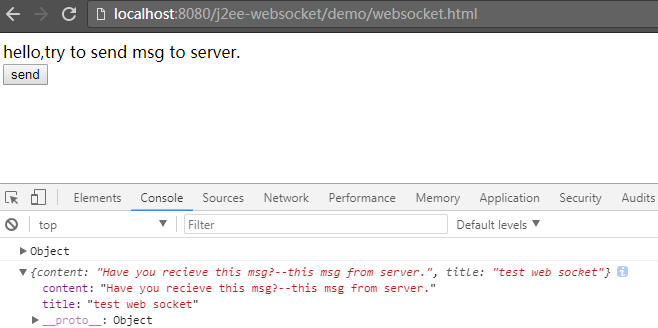 localhost:8080/j2ee-websocket/demo/websocket.html
hello,try to send msg to server.
send
Elements Console Sources Network Performance Memory Application Security Audits
top Filter Default levels
Object
{content: "Have you recieve this msg?--this msg from server.", title: "test web socket"}
content: "Have you recieve this msg?--this msg from server."
title: "test web socket"
__proto__: Object